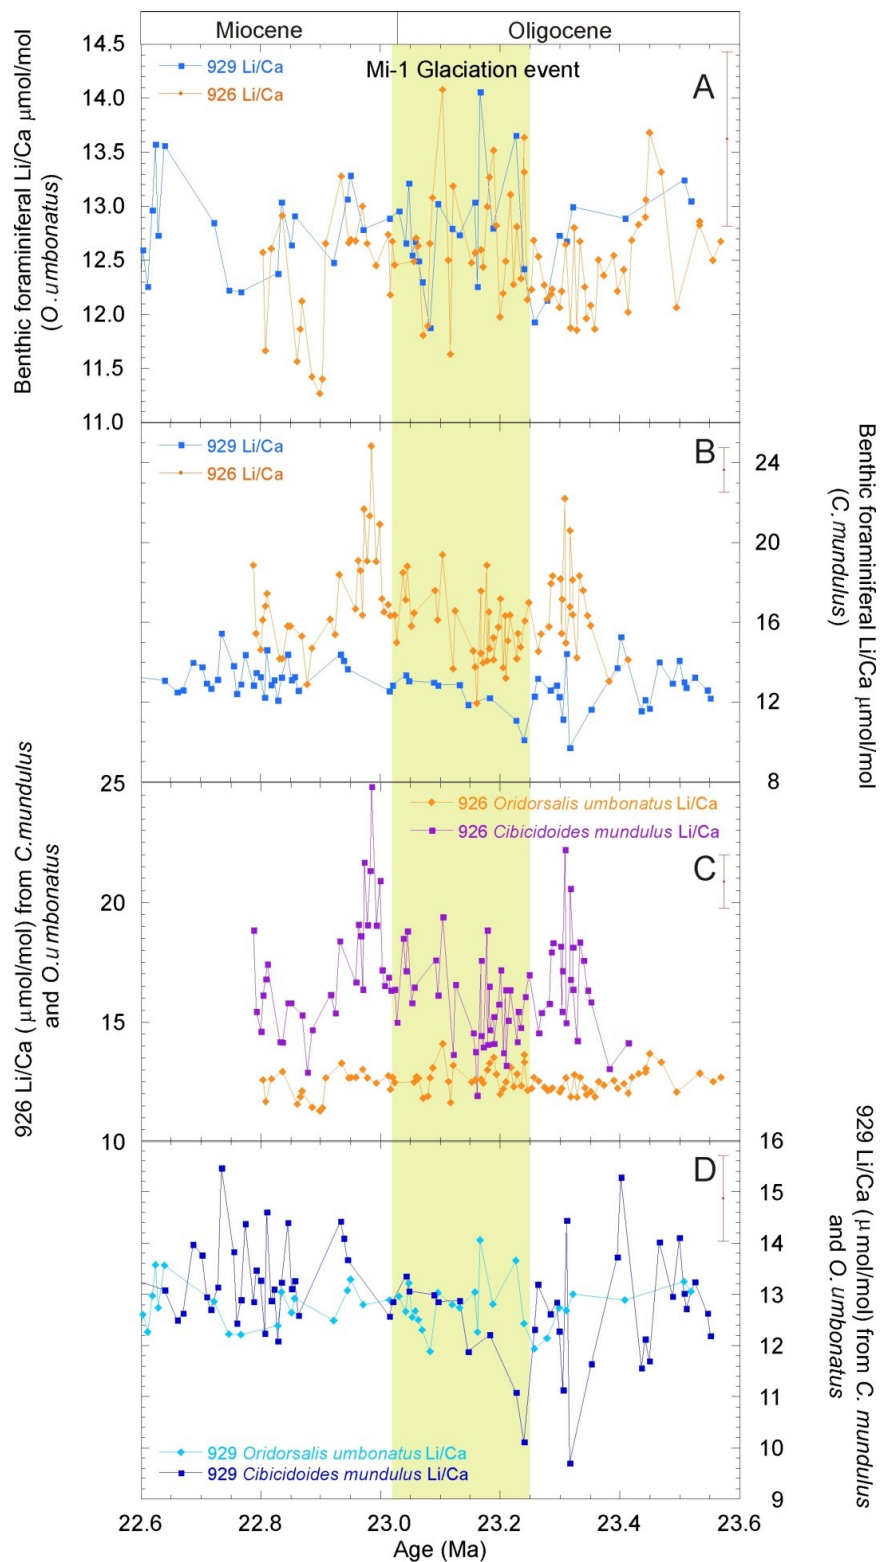 Miocene
Oligocene
14.5
14.0
13.5
13.0
12.5
12.0
11.5
11.0
Benthic foraminiferal Li/Ca μmol/mol
(O. umbonatus)
929 Li/Ca
926 Li/Ca
Mi-1 Glaciation event
A
929 Li/Ca
926 Li/Ca
B
24
20
16
12
8
Benthic foraminiferal Li/Ca μmol/mol
(C. mundulus)
25
20
15
10
926 Li/Ca (μmol/mol) from C.mundulus
and O.umbonatus
926 Oridorsalis umbonatus Li/Ca
926 Cibicidoides mundulus Li/Ca
C
D
16
15
14
13
12
11
10
9
929 Li/Ca (μ mol/mol) from C. mundulus
and O. umbonatus
929 Oridorsalis umbonatus Li/Ca
929 Cibicidoides mundulus Li/Ca
22.6
22.8
23.0
23.2
23.4
23.6
Age (Ma)